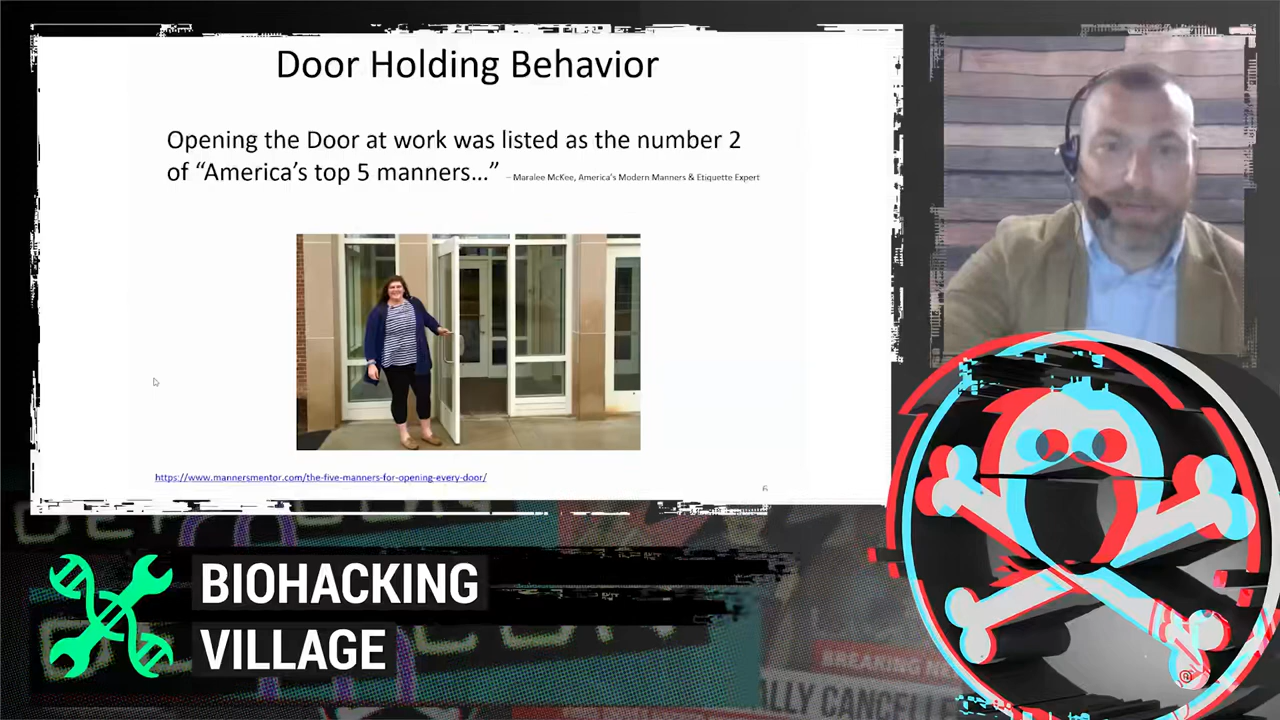 Door Holding Behavior
Opening the Door at work was listed as the number 2
of “America’s top 5 manners…” – Maralee McKee, America's Modern Manners & Etiquette Expert
https://www.mannersmentor.com/the-five-manners-for-opening-every-door/
6
BIOHACKING
VILLAGE
BREAKING NE
ALLY CANCELLE
®